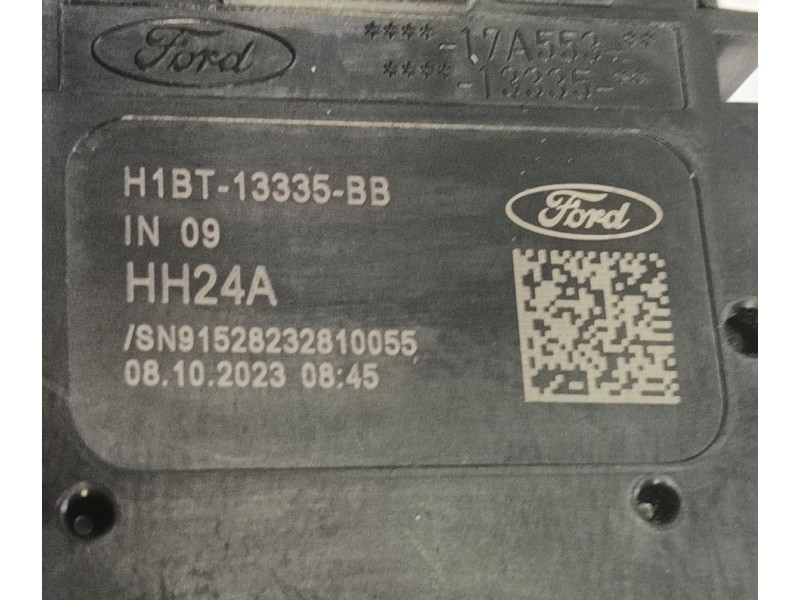 Ford
****-17A553-**
****-13335-**
H1BT-13335-BB
Ford
IN 09
HH24A
/SN91528232810055
08.10.2023 08:45